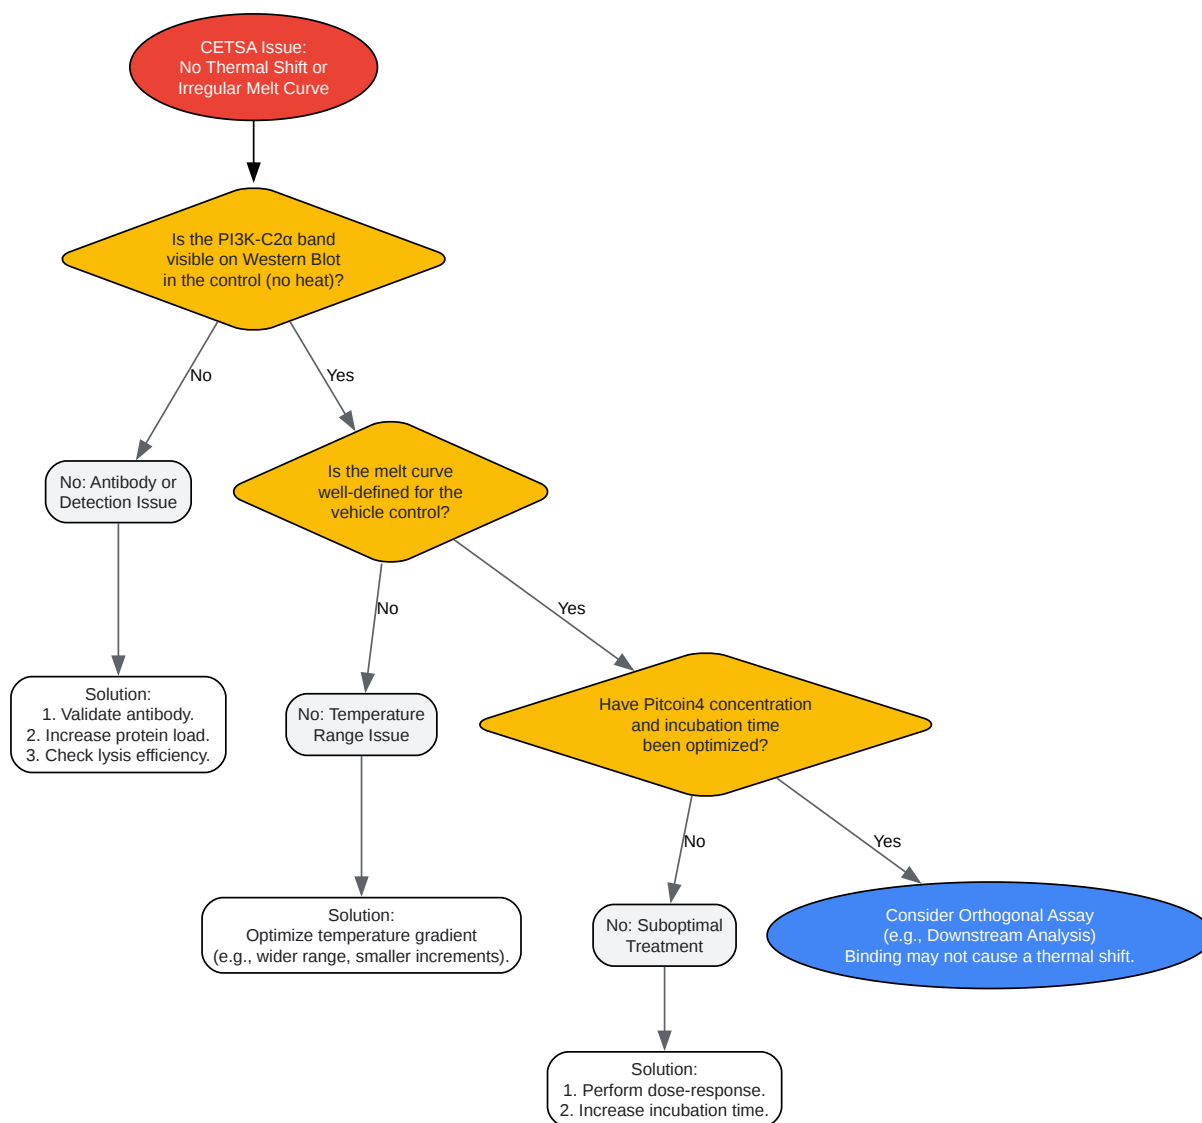 CETSA Issue:
No Thermal Shift or
Irregular Melt Curve
Is the PI3K-C2α band
visible on Western Blot
in the control (no heat)?
No
Yes
No: Antibody or
Detection Issue
Is the melt curve
well-defined for the
vehicle control?
No
Yes
Solution:
1. Validate antibody.
2. Increase protein load.
3. Check lysis efficiency.
No: Temperature
Range Issue
Have Pitcoin4 concentration
and incubation time
been optimized?
No
Yes
Solution:
Optimize temperature gradient
(e.g., wider range, smaller increments).
No: Suboptimal
Treatment
Consider Orthogonal Assay
(e.g., Downstream Analysis)
Binding may not cause a thermal shift.
Solution:
1. Perform dose-response.
2. Increase incubation time.